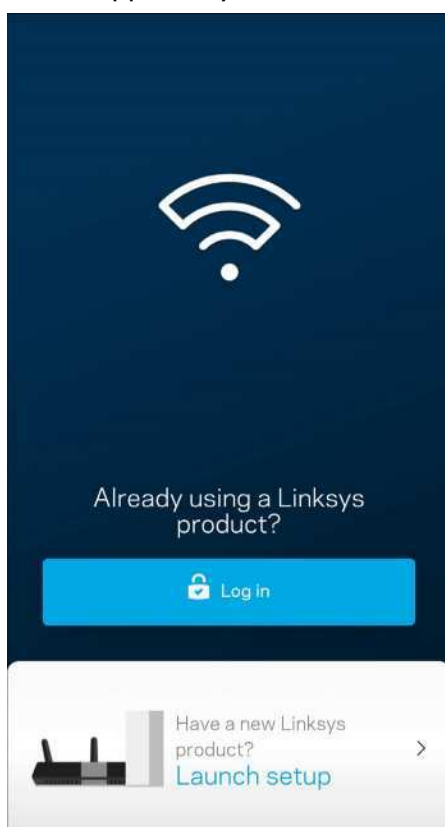 Already using a Linksys
product?
Log in
Have a new Linksys
product?
Launch setup